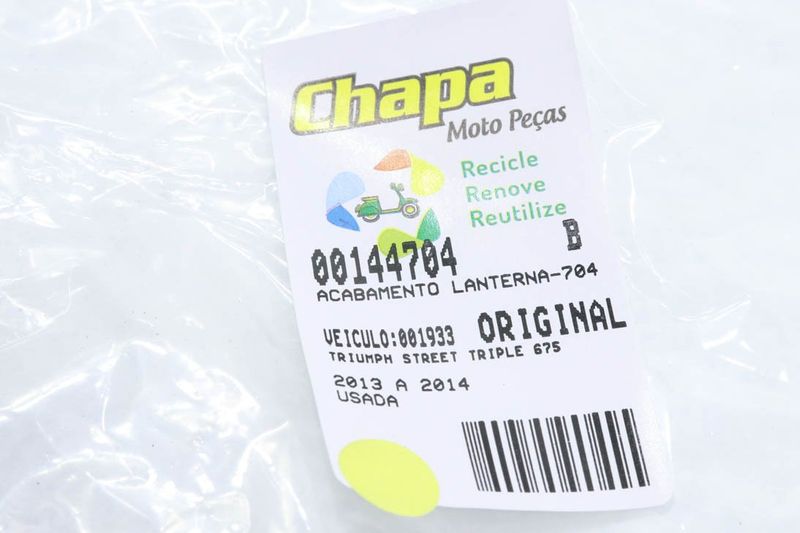 Chapa
Moto Peças
Recicle
Renove
Reutilize
00144704 B
ACABAMENTO LANTERNA-704
VEICULO:001933 ORIGINAL
TRIUMPH STREET TRIPLE 675
2013 A 2014
USADA